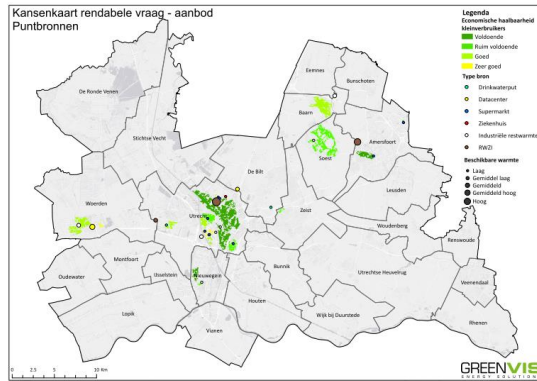 Kansenkaart rendabele vraag - aanbod
Puntbronnen
Legenda
Economische haalbaarheid
kleinverbruikers
Voldoende
Ruim voldoende
Goed
Zeer goed
Type bron
Drinkwaterput
Datacenter
Supermarkt
Ziekenhuis
Industriële restwarmte
RWZI
Beschikbare warmte
Laag
Gemiddel laag
Gemiddeld
Gemiddeld hoog
Hoog
Eemnes
Bunschoten
De Ronde Venen
Baarn
Stichtse Vecht
Amersfoort
Soest
De Bilt
Leusden
Woerden
Utrecht
Zeist
Woudenberg
Renswoude
Montfoort
Bunnik
Oudewater
IJsselstein
Nieuwegein
Utrechtse Heuvelrug
Veenendaal
Houten
Lopik
Wijk bij Duurstede
Rhenen
Vianen
0 2.5 5 10 Km
GREENVIS
ENERGY SOLUTIONS